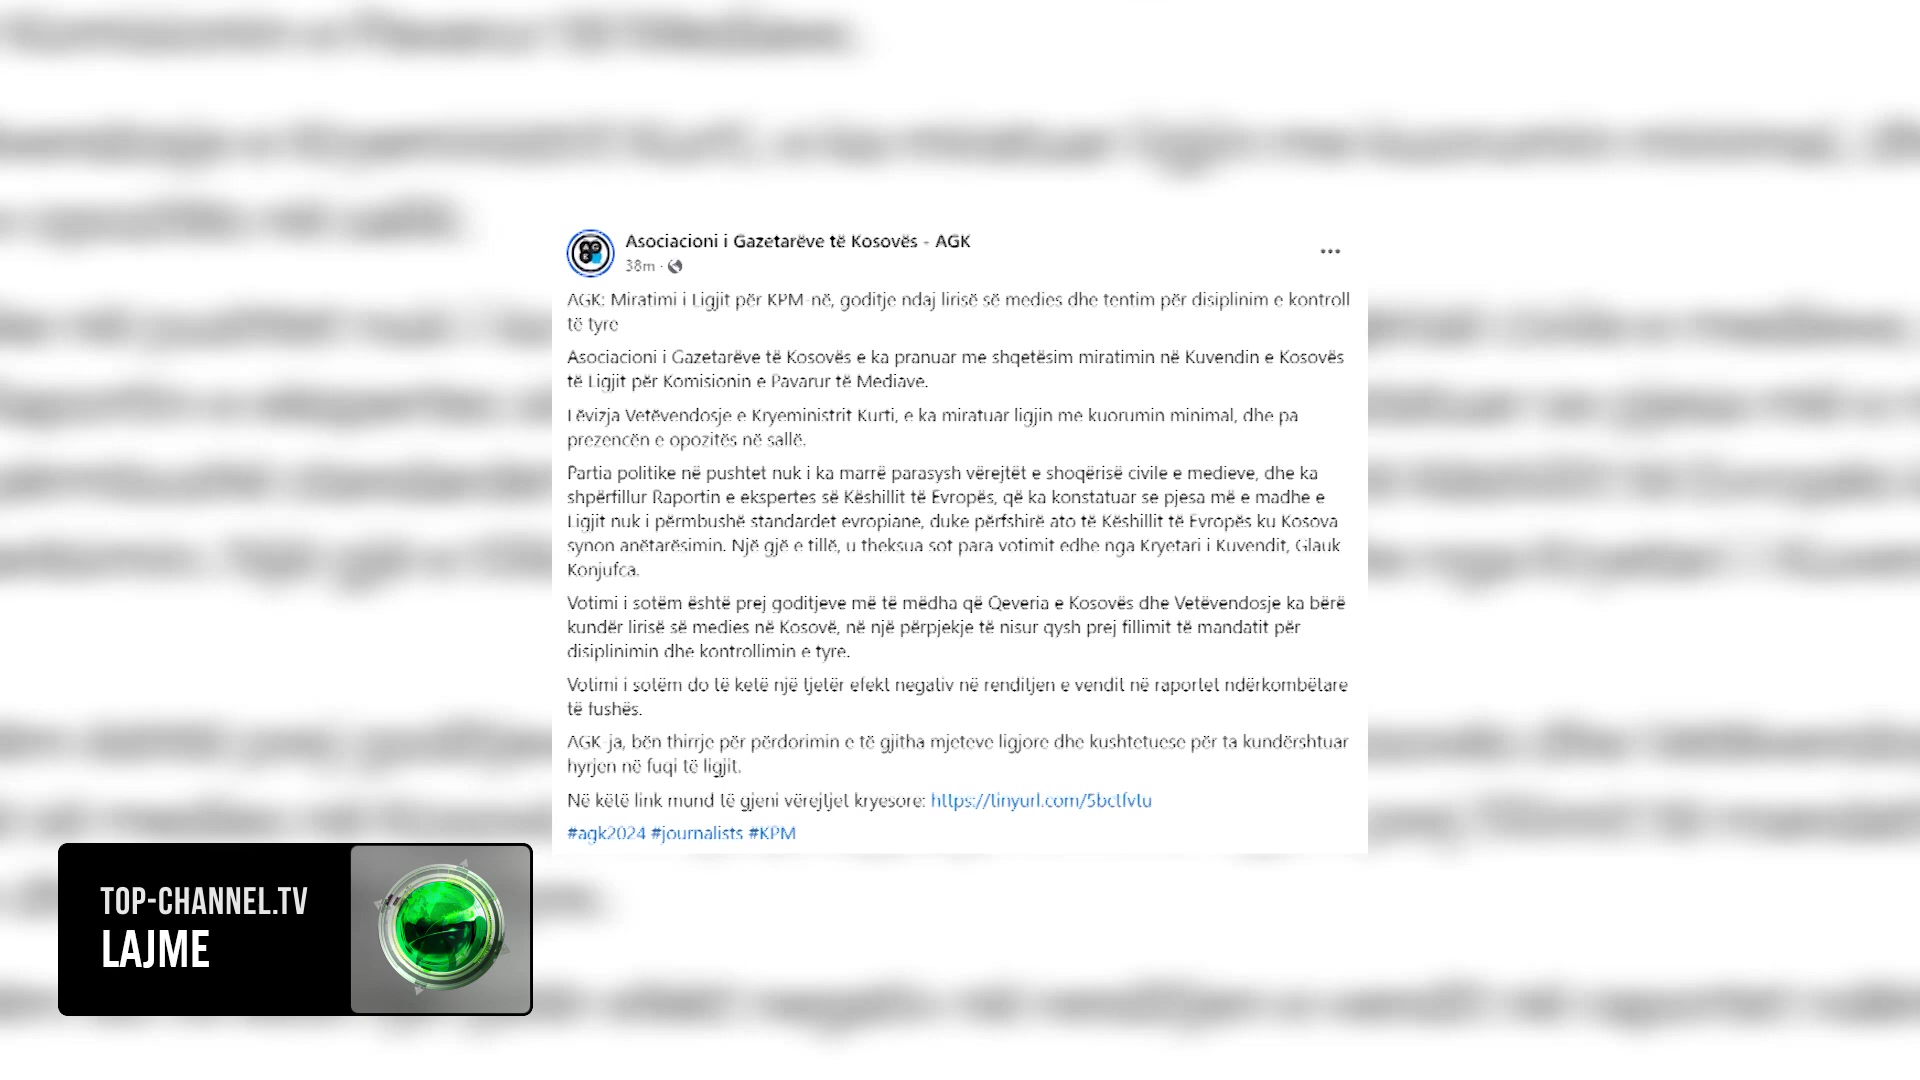 Asociacioni i Gazetarëve të Kosovës - AGK
38m
AGK: Miratimi i Ligjit për KPM-në, goditje ndaj lirisë së medies dhe tentim për disiplinim e kontroll
të tyre
Asociacioni i Gazetarëve të Kosovës e ka pranuar me shqetësim miratimin në Kuvendin e Kosovës
të Ligjit për Komisionin e Pavarur të Mediave.
Lëvizja Vetëvendosje e Kryeministrit Kurti, e ka miratuar ligjin me kuorumin minimal, dhe pa
prezencën e opozitës në sallë.
Partia politike në pushtet nuk i ka marrë parasysh vërejtët e shoqërisë civile e medieve, dhe ka
shpërfillur Raportin e ekspertes së Këshillit të Evropës, që ka konstatuar se pjesa më e madhe e
Ligjit nuk i përmbushë standardet evropiane, duke përfshirë ato të Këshillit të Evropës ku Kosova
synon anëtarësimin. Një gjë e tillë, u theksua sot para votimit edhe nga Kryetari i Kuvendit, Glauk
Konjufca.
Votimi i sotëm është prej goditjeve më të mëdha që Qeveria e Kosovës dhe Vetëvendosje ka bërë
kundër lirisë së medies në Kosovë, në një përpjekje të nisur qysh prej fillimit të mandatit për
disiplinimin dhe kontrollimin e tyre.
Votimi i sotëm do të ketë një tjetër efekt negativ në renditjen e vendit në raportet ndërkombëtare
të fushës.
AGK-ja, bën thirrje për përdorimin e të gjitha mjeteve ligjore dhe kushtetuese për ta kundërshtuar
hyrjen në fuqi të ligjit.
Në këtë link mund të gjeni vërejtjet kryesore: https://tinyurl.com/5bctfvtu
#agk2024 #journalists #KPM
TOP-CHANNEL.TV
LAJME